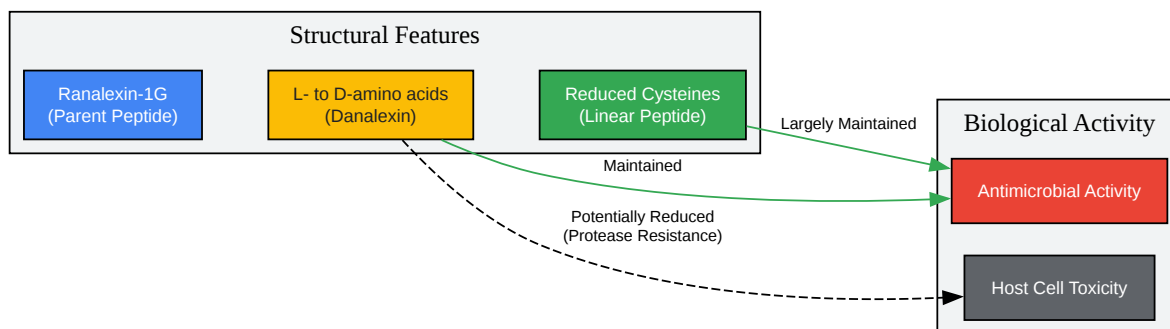 Structural Features
Ranalexin-1G
(Parent Peptide)
L- to D-amino acids
(Danalexin)
Reduced Cysteines
(Linear Peptide)
Largely Maintained
Maintained
Potentially Reduced
(Protease Resistance)
Biological Activity
Antimicrobial Activity
Host Cell Toxicity